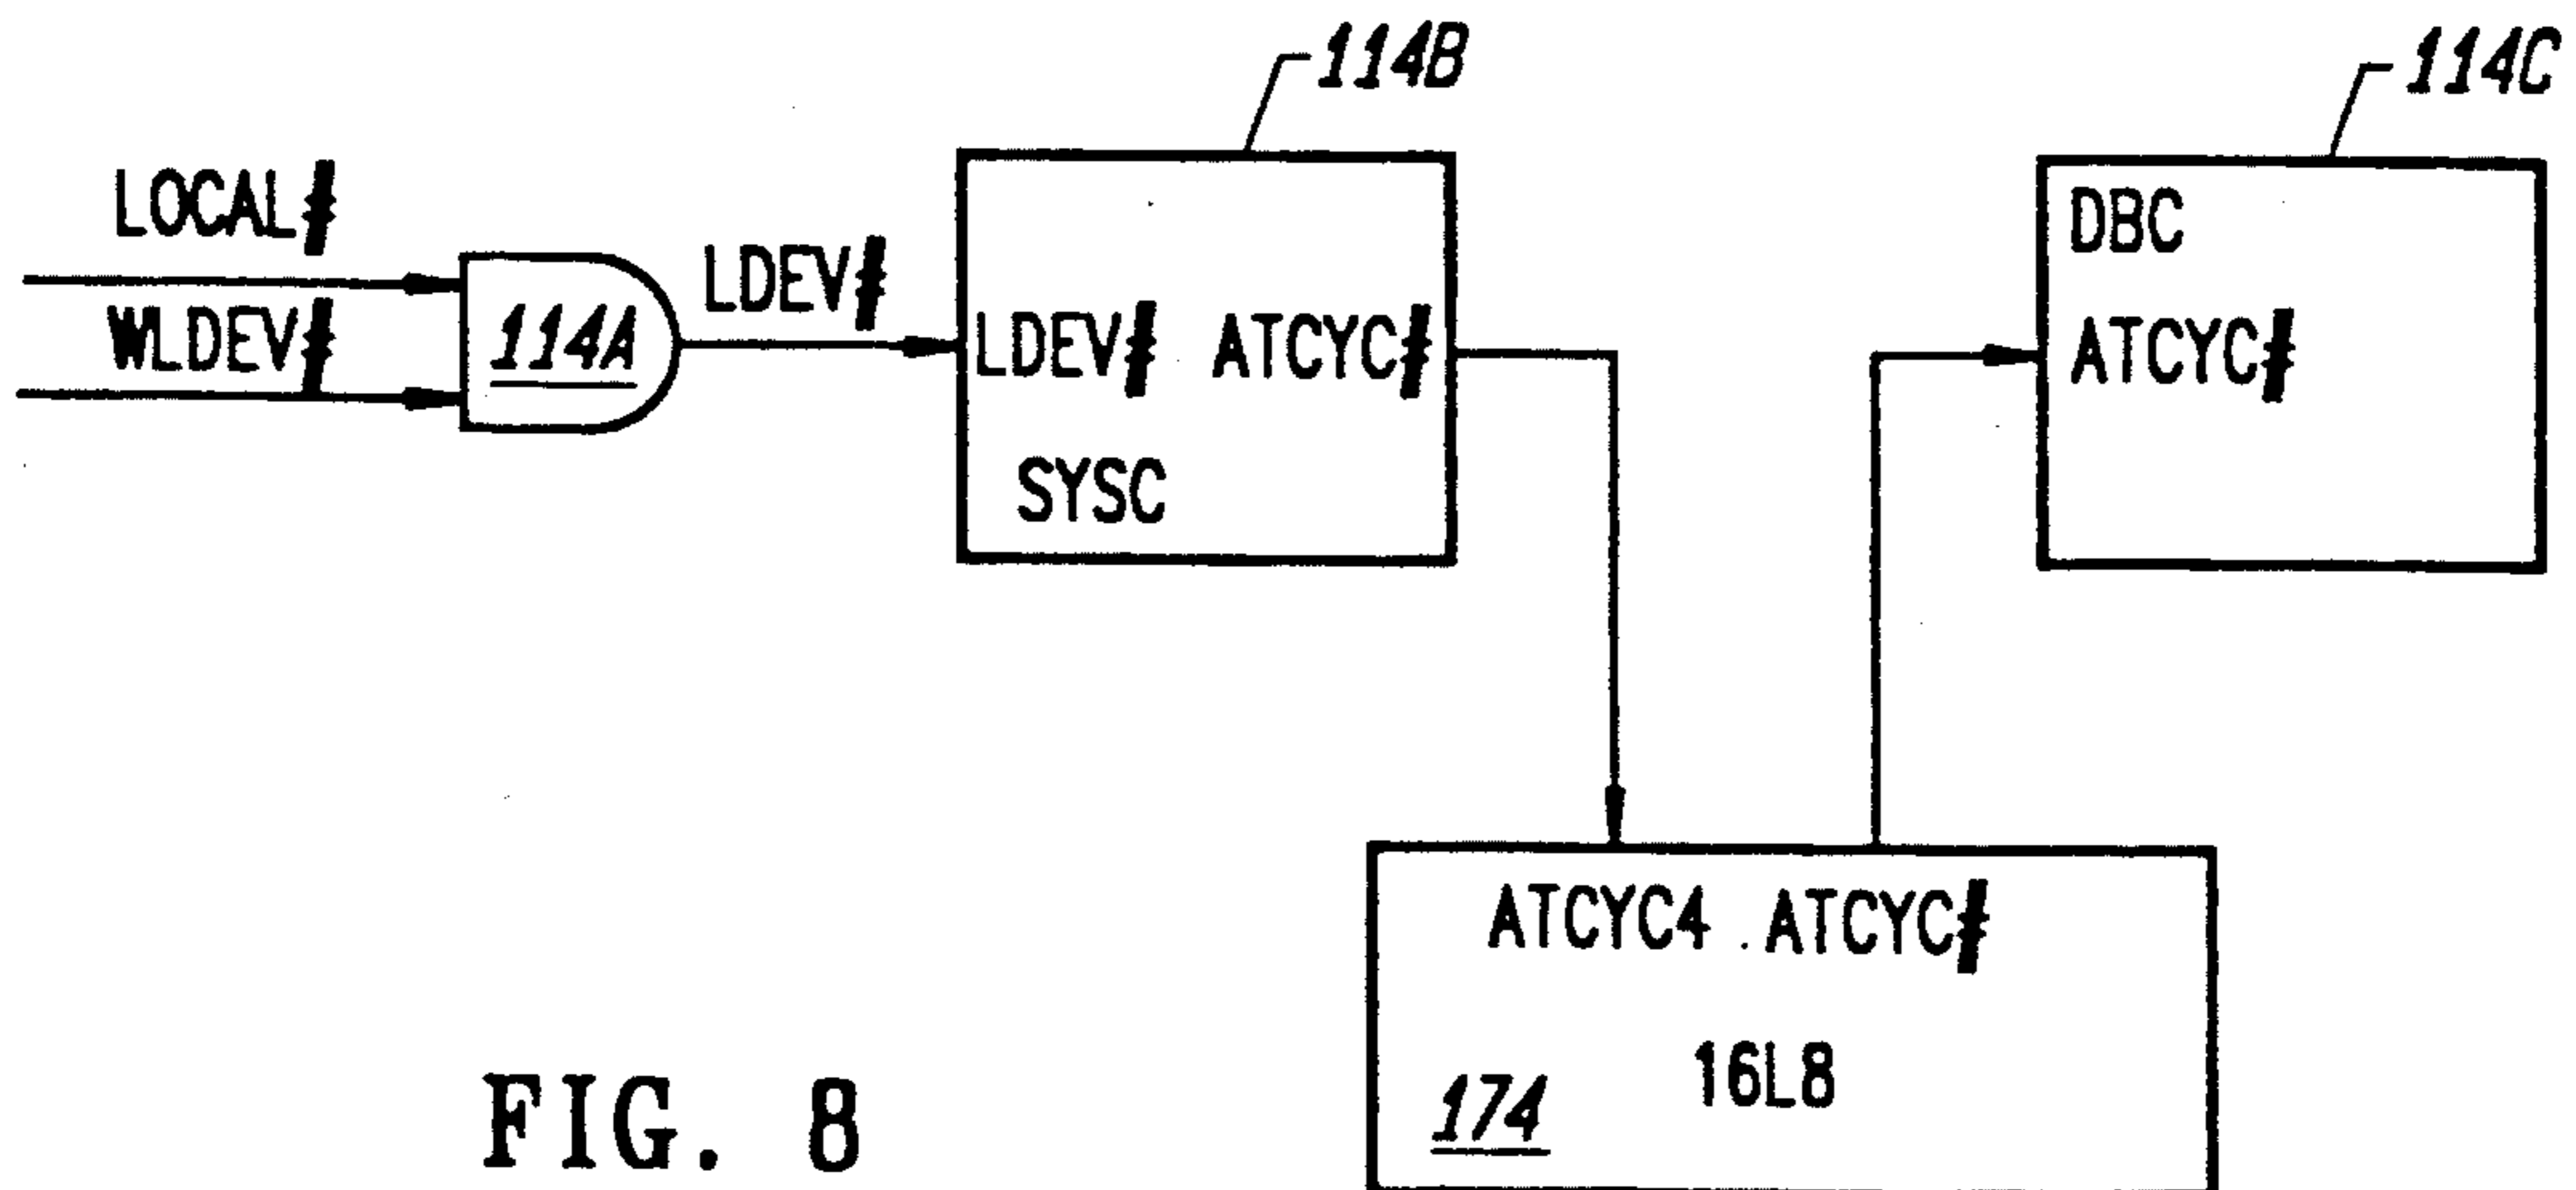 114B
114C
LOCAL#
WLDEV#
114A
LDEV#
LDEV# ATCYC#
SYSC
DBC
ATCYC#
ATCYC4 ATCYC#
16L8
174
FIG. 8